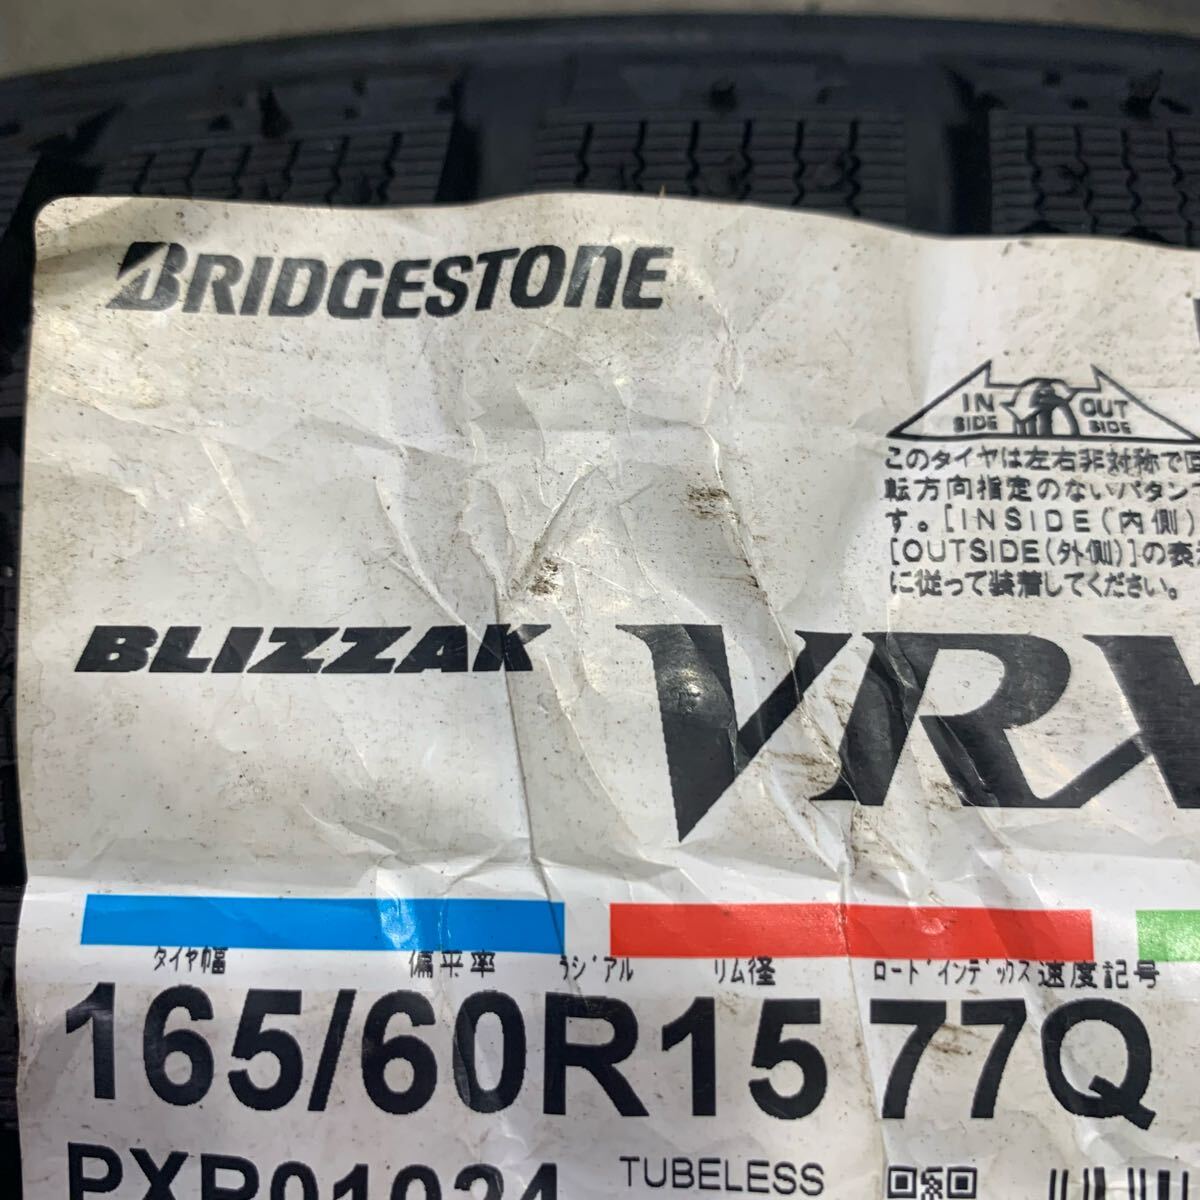 BRIDGESTONE
IN SIDE OUT SIDE
このタイヤは左右非対称で回
転方向指定のないパタン
す。[INSIDE(内側)
[OUTSIDE(外側)]の表示
に従って装着してください。
BLIZZAK VRX
タイヤ巾 偏平率 ラジアル リム径 ロードインデックス 速度記号
165/60R15 77Q
PXR01024 TUBELESS